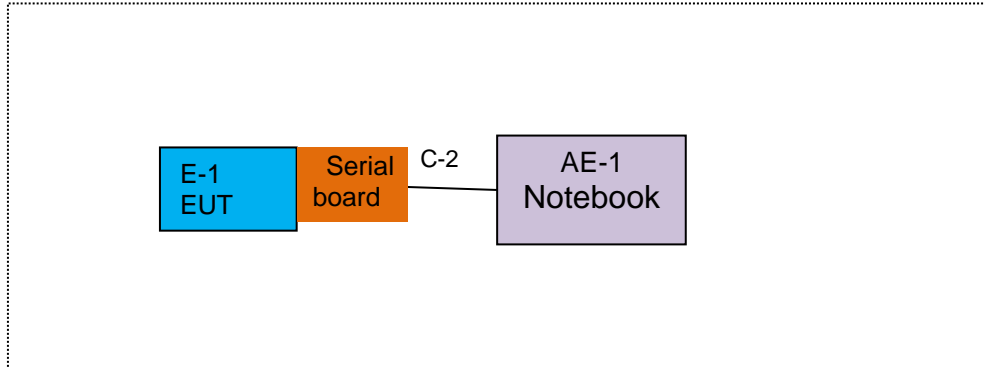 E-1
EUT
Serial
board
C-2
AE-1
Notebook